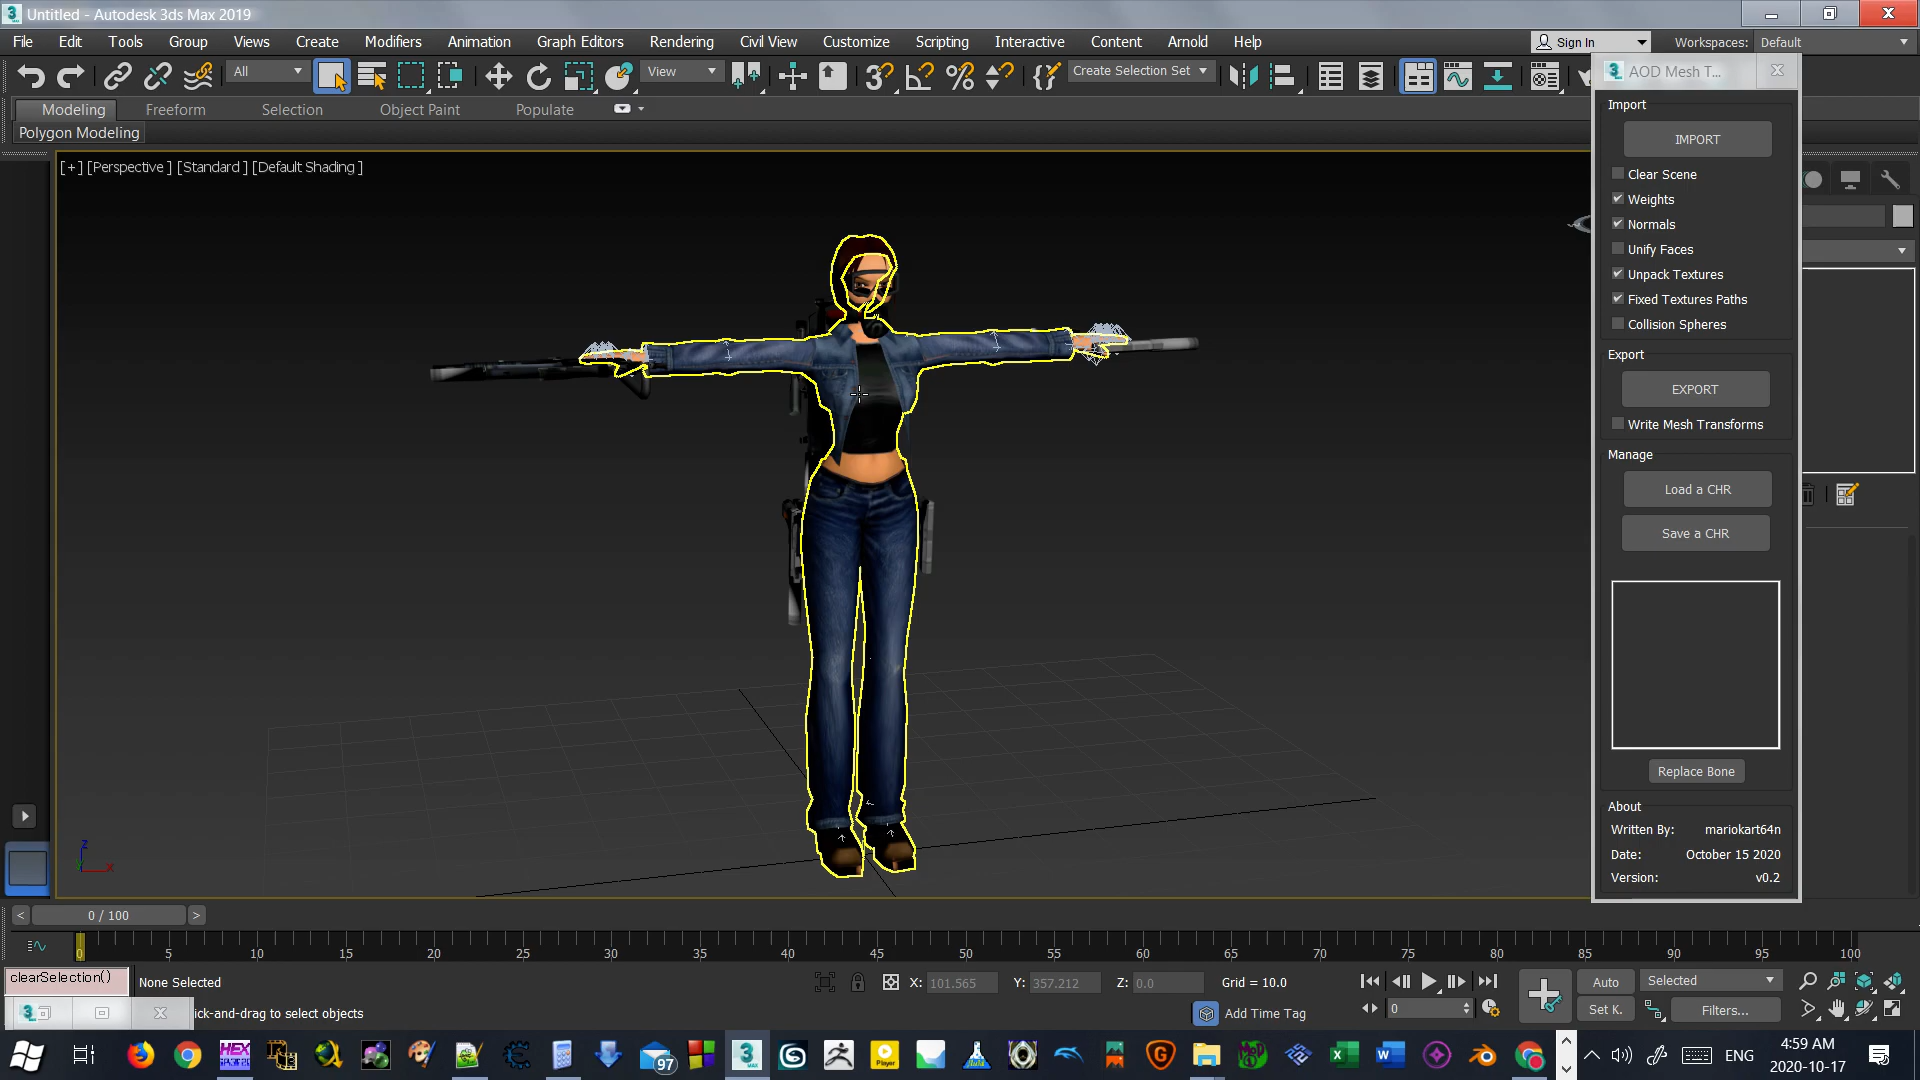 Untitled - Autodesk 3ds Max 2019
File Edit Tools Group Views Create Modifiers Animation Graph Editors Rendering Civil View Customize Scripting Interactive Content Arnold Help
Sign In Workspaces: Default
All View Create Selection Set
AOD Mesh T...
Modeling Freeform Selection Object Paint Populate
Polygon Modeling
[+] [Perspective ] [Standard ] [Default Shading ]
Import
IMPORT
Clear Scene
Weights
Normals
Unify Faces
Unpack Textures
Fixed Textures Paths
Collision Spheres
Export
EXPORT
Write Mesh Transforms
Manage
Load a CHR
Save a CHR
Replace Bone
About
Written By: mariokart64n
Date: October 15 2020
Version: v0.2
z
y
x
< 0 / 100 >
0 5 10 15 20 25 30 35 40 45 50 55 60 65 70 75 80 85 90 95 100
clearSelection()
None Selected
X: 101.565 Y: 357.212 Z: 0.0 Grid = 10.0
Auto Selected
ick-and-drag to select objects
Add Time Tag
0
Set K. Filters...
HEX
97
3 MAX
Player
ENG
4:59 AM
2020-10-17